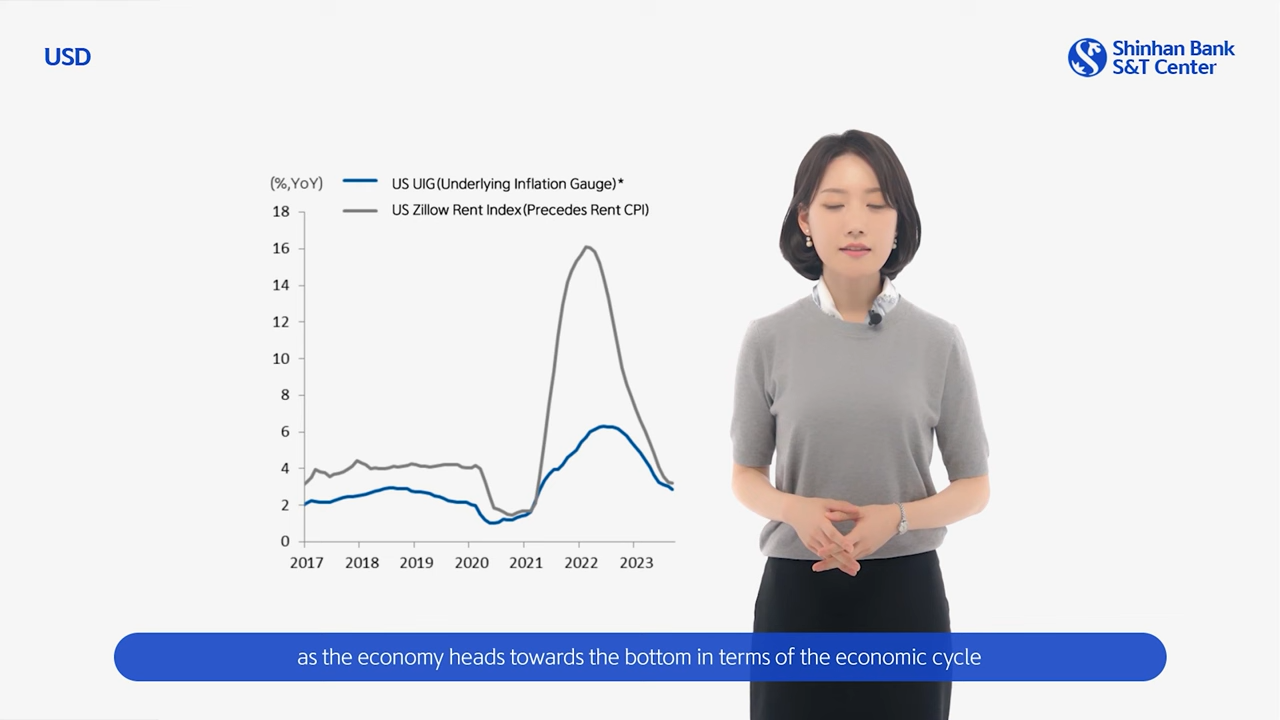 USD
Shinhan Bank
S&T Center
(%,YoY)
US UIG(Underlying Inflation Gauge)*
US Zillow Rent Index(Precedes Rent CPI)
18
16
14
12
10
8
6
4
2
0
2017 2018 2019 2020 2021 2022 2023
as the economy heads towards the bottom in terms of the economic cycle